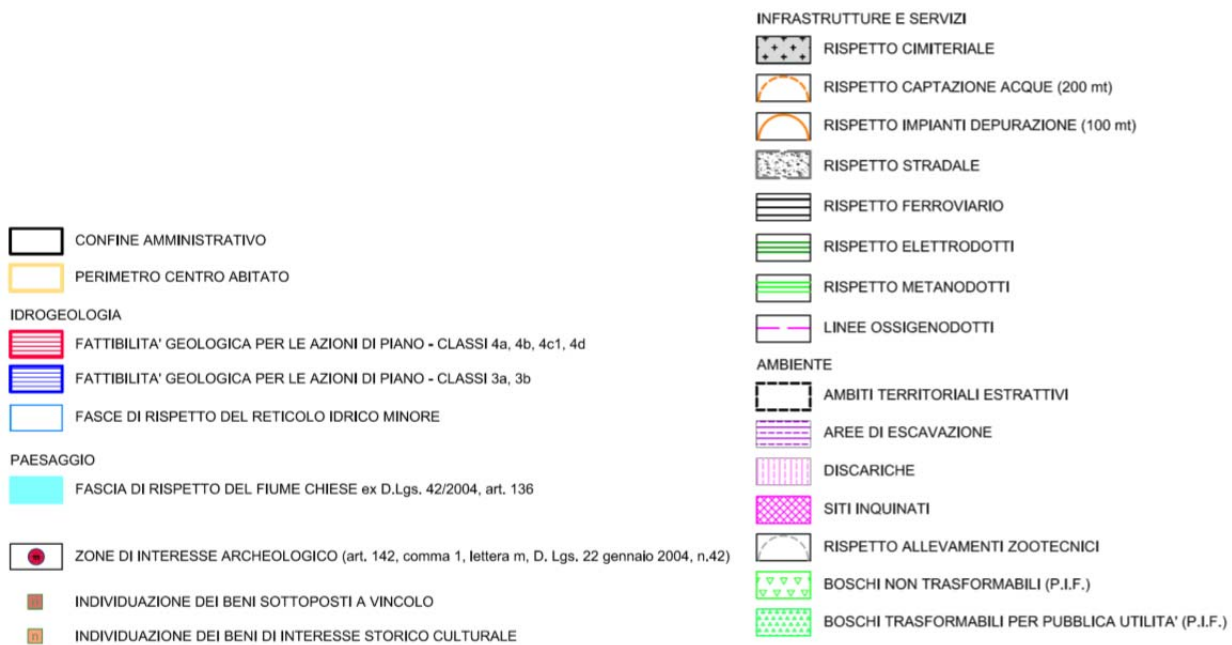 CONFINE AMMINISTRATIVO
PERIMETRO CENTRO ABITATO
IDROGEOLOGIA
FATTIBILITA' GEOLOGICA PER LE AZIONI DI PIANO - CLASSI 4a, 4b, 4c1, 4d
FATTIBILITA' GEOLOGICA PER LE AZIONI DI PIANO - CLASSI 3a, 3b
FASCE DI RISPETTO DEL RETICOLO IDRICO MINORE
PAESAGGIO
FASCIA DI RISPETTO DEL FIUME CHIESE ex D.Lgs. 42/2004, art. 136
m ZONE DI INTERESSE ARCHEOLOGICO (art. 142, comma 1, lettera m, D. Lgs. 22 gennaio 2004, n.42)
n INDIVIDUAZIONE DEI BENI SOTTOPOSTI A VINCOLO
n INDIVIDUAZIONE DEI BENI DI INTERESSE STORICO CULTURALE
INFRASTRUTTURE E SERVIZI
RISPETTO CIMITERIALE
RISPETTO CAPTAZIONE ACQUE (200 mt)
RISPETTO IMPIANTI DEPURAZIONE (100 mt)
RISPETTO STRADALE
RISPETTO FERROVIARIO
RISPETTO ELETTRODOTTI
RISPETTO METANODOTTI
LINEE OSSIGENODOTTI
AMBIENTE
AMBITI TERRITORIALI ESTRATTIVI
AREE DI ESCAVAZIONE
DISCARICHE
SITI INQUINATI
RISPETTO ALLEVAMENTI ZOOTECNICI
BOSCHI NON TRASFORMABILI (P.I.F.)
BOSCHI TRASFORMABILI PER PUBBLICA UTILITA' (P.I.F.)